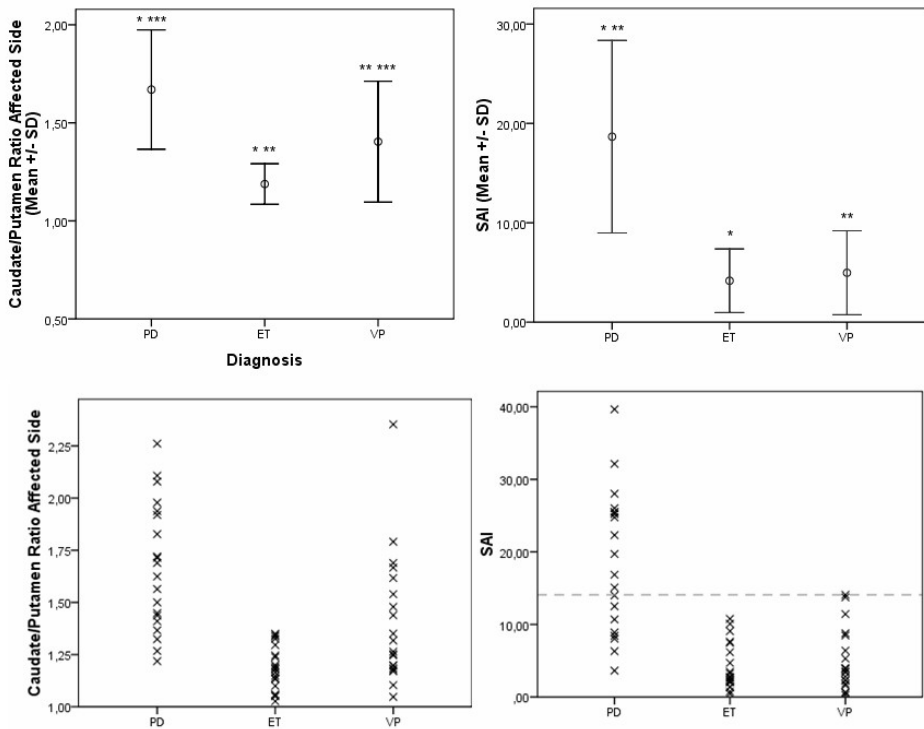 Caudate/Putamen Ratio Affected Side
(Mean +/- SD)
2,00
1,50
1,00
0,50
* ***
* **
** ***
PD
ET
VP
Diagnosis
SAI (Mean +/- SD)
30,00
20,00
10,00
0,00
* **
*
**
PD
ET
VP
Caudate/Putamen Ratio Affected Side
2,25
2,00
1,75
1,50
1,25
1,00
PD
ET
VP
SAI
40,00
30,00
20,00
10,00
,00
PD
ET
VP